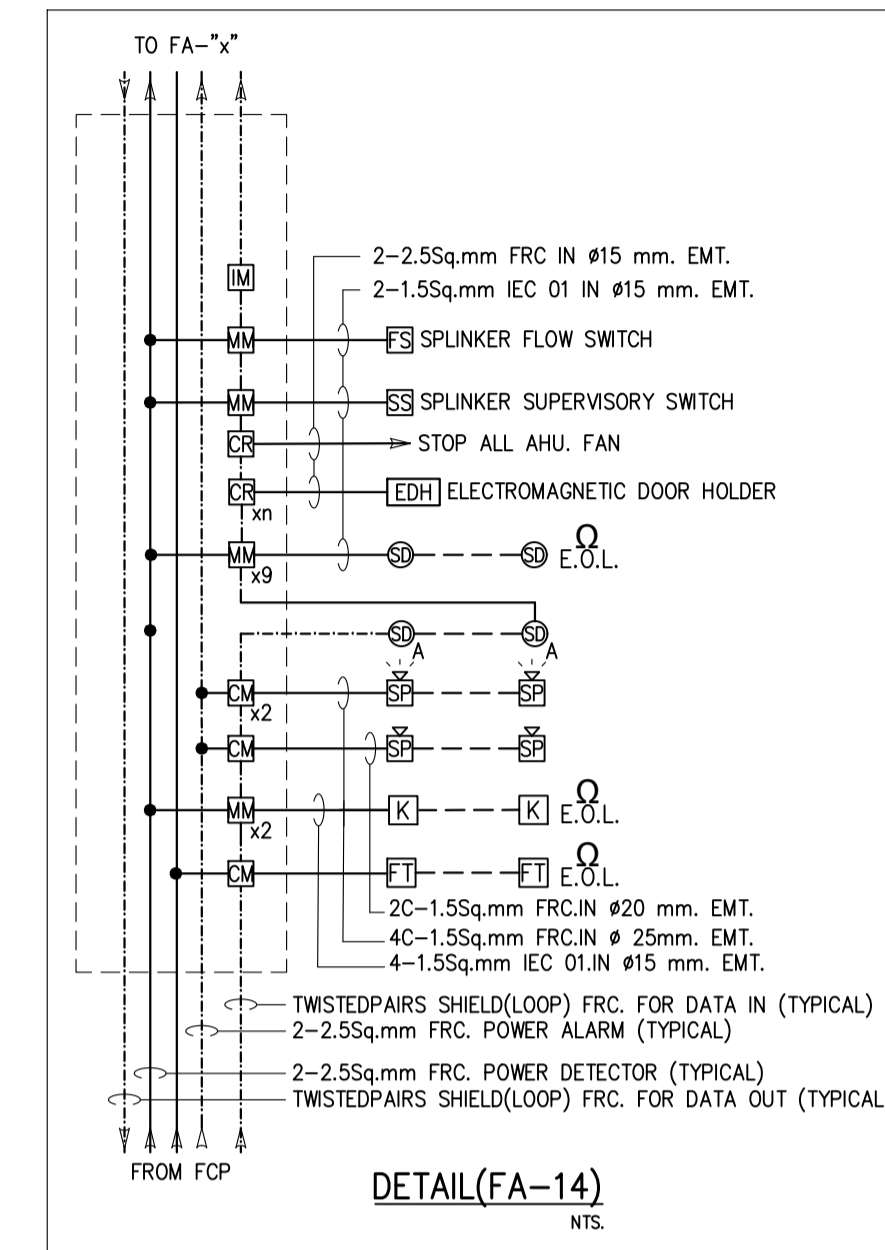 TO FA-"x"
2-2.5Sq.mm FRC IN ø15 mm. EMT.
2-1.5Sq.mm IEC 01 IN ø15 mm. EMT.
IM
MM FS SPLINKER FLOW SWITCH
MM SS SPLINKER SUPERVISORY SWITCH
CR STOP ALL AHU. FAN
CR EDH ELECTROMAGNETIC DOOR HOLDER
xn
MM SD SD Ω E.O.L.
x9
SD SD
A A
CM SP SP
x2
CM SP SP
MM K K Ω E.O.L.
x2
CM FT FT Ω E.O.L.
2C-1.5Sq.mm FRC.IN ø20 mm. EMT.
4C-1.5Sq.mm FRC.IN ø 25mm. EMT.
4-1.5Sq.mm IEC 01.IN ø15 mm. EMT.
TWISTEDPAIRS SHIELD(LOOP) FRC. FOR DATA IN (TYPICAL)
2-2.5Sq.mm FRC. POWER ALARM (TYPICAL)
2-2.5Sq.mm FRC. POWER DETECTOR (TYPICAL)
TWISTEDPAIRS SHIELD(LOOP) FRC. FOR DATA OUT (TYPICAL
FROM FCP
DETAIL(FA-14)
NTS.